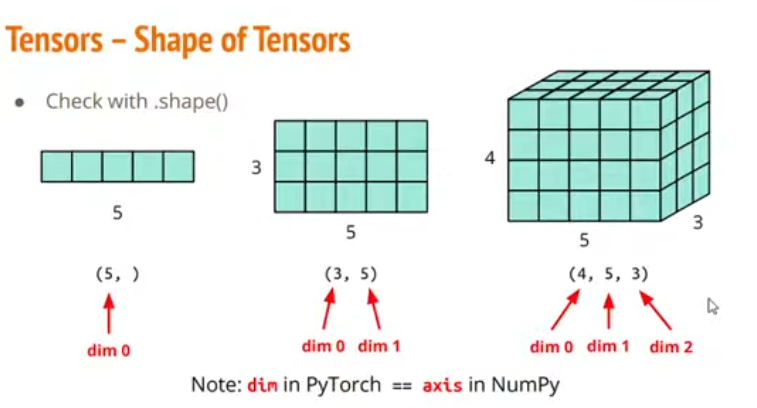 Tensors – Shape of Tensors
● Check with .shape()
3
4
5
5
5
3
(5, )
(3, 5)
(4, 5, 3)
dim 0
dim 0 dim 1
dim 0 dim 1 dim 2
Note: dim in PyTorch == axis in NumPy